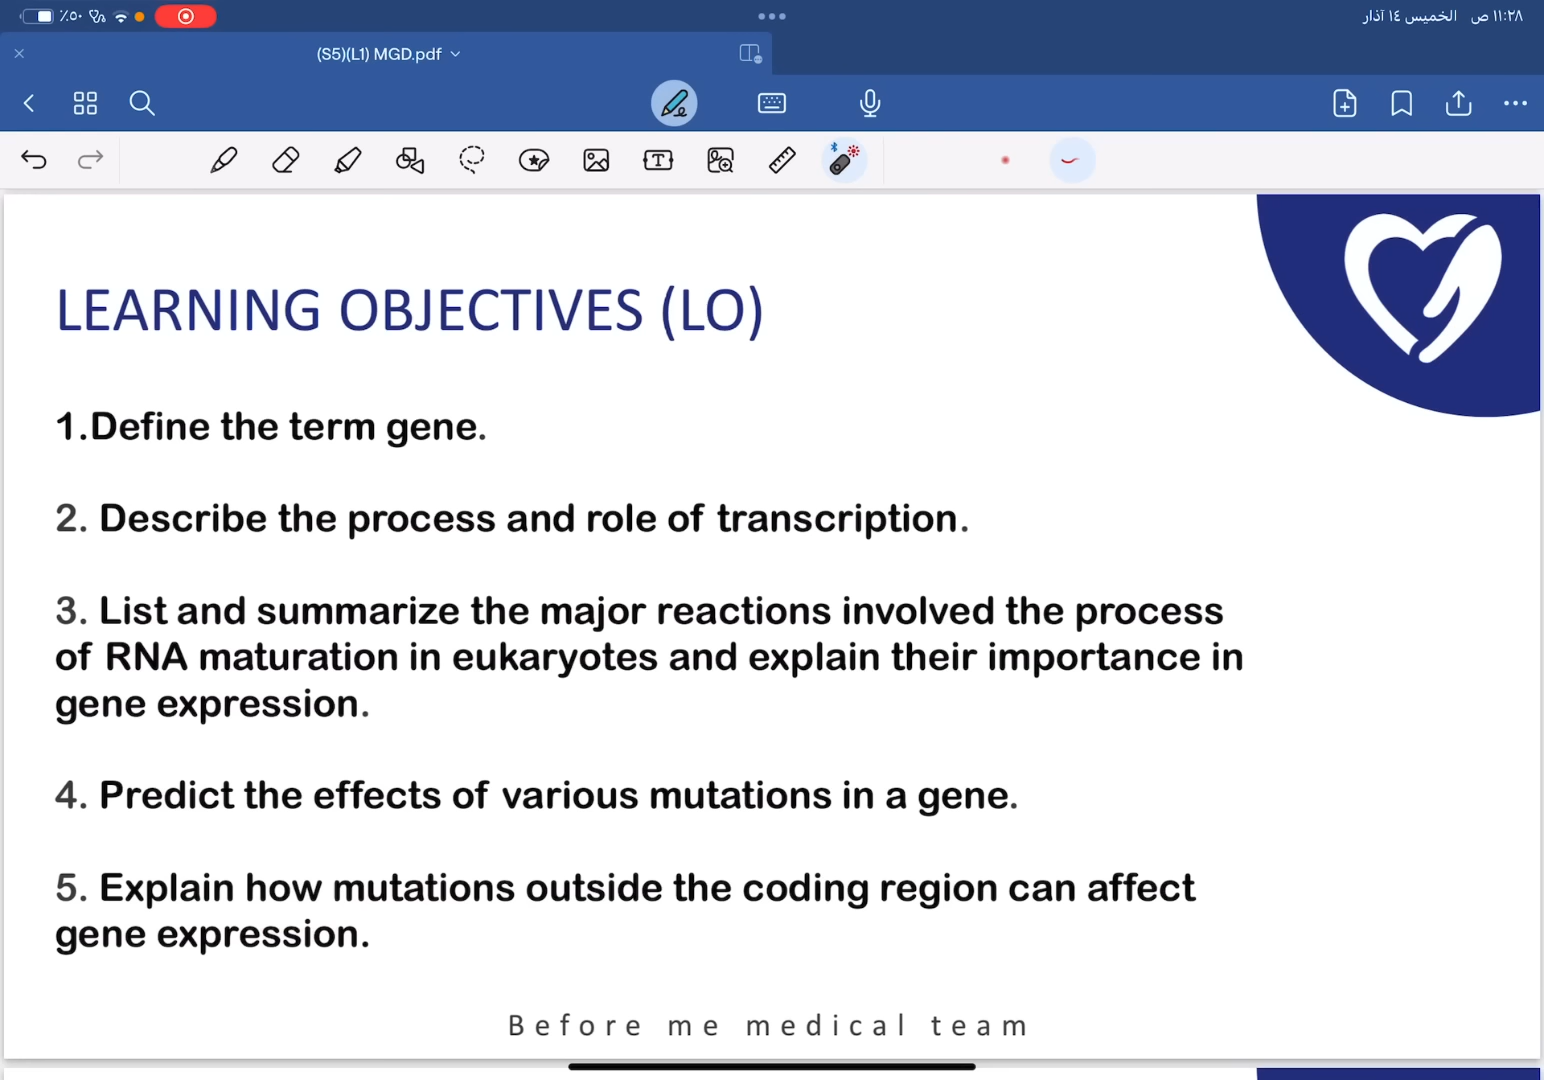 ٪٥٠
١١:٢٨ ص الخميس ١٤ آذار
(S5)(L1) MGD.pdf
LEARNING OBJECTIVES (LO)
1.Define the term gene.
2. Describe the process and role of transcription.
3. List and summarize the major reactions involved the process
of RNA maturation in eukaryotes and explain their importance in
gene expression.
4. Predict the effects of various mutations in a gene.
5. Explain how mutations outside the coding region can affect
gene expression.
Before me medical team